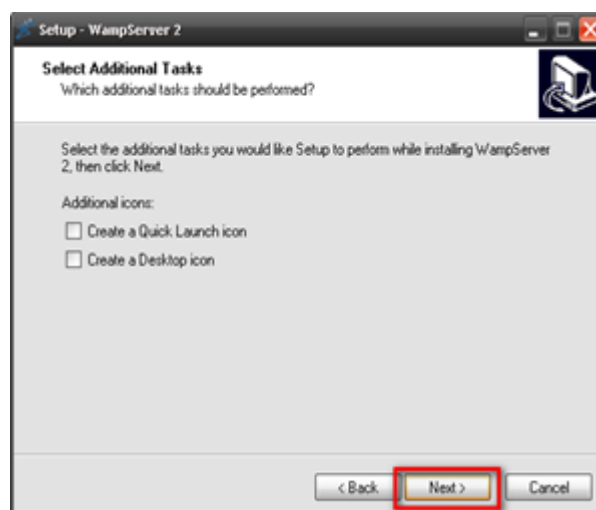 Setup - WampServer 2
Select Additional Tasks
Which additional tasks should be performed?
Select the additional tasks you would like Setup to perform while installing WampServer
2, then click Next.
Additional icons:
Create a Quick Launch icon
Create a Desktop icon
< Back
Next >
Cancel